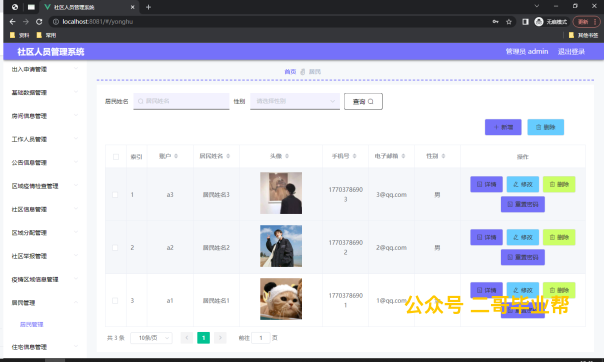 社区人员管理系统
localhost:8081/#/yonghu
无痕模式
更新
资料 常用 其他书签
社区人员管理系统 管理员 admin 退出登录
出入申请管理
基础数据管理
房间信息管理
工作人员管理
公告信息管理
区域疫情检查管理
社区信息管理
区域分配管理
社区举报管理
疫情区域信息管理
居民管理
居民管理
住宅信息管理
首页 居民
居民姓名 居民姓名 性别 请选择性别 查询
+ 新增 删除
索引 账户 居民姓名 头像 手机号 电子邮箱 性别 操作
1 a3 居民姓名3 17703786903 3@qq.com 男 详情 修改 删除 重置密码
2 a2 居民姓名2 17703786902 2@qq.com 男 详情 修改 删除 重置密码
3 a1 居民姓名1 17703786901 1@qq.com 详情 修改 删除
公众号 二哥毕业帮
共 3 条 10条/页 1 前往 1 页